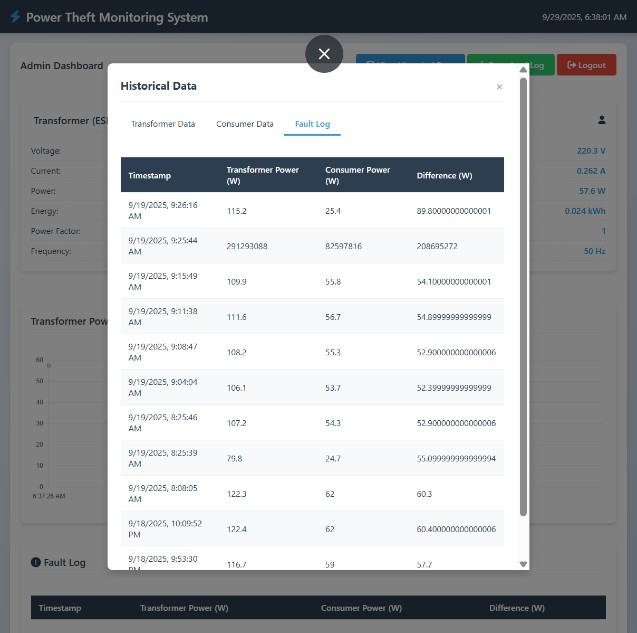 Power Theft Monitoring System
9/29/2025, 6:38:01 AM
Admin Dashboard
Log
Logout
Historical Data
×
Transformer Data Consumer Data Fault Log
Timestamp Transformer Power (W) Consumer Power (W) Difference (W)
9/19/2025, 9:26:16 AM 115.2 25.4 89.80000000000001
9/19/2025, 9:25:44 AM 291293088 82597816 208695272
9/19/2025, 9:15:49 AM 109.9 55.8 54.10000000000001
9/19/2025, 9:11:38 AM 111.6 56.7 54.89999999999999
9/19/2025, 9:08:47 AM 108.2 55.3 52.900000000000006
9/19/2025, 9:04:04 AM 106.1 53.7 52.39999999999999
9/19/2025, 8:25:46 AM 107.2 54.3 52.900000000000006
9/19/2025, 8:25:39 AM 79.8 24.7 55.099999999999994
9/19/2025, 8:08:05 AM 122.3 62 60.3
9/18/2025, 10:09:52 PM 122.4 62 60.400000000000006
9/18/2025, 9:53:30 PM 116.7 59 57.7
Transformer (ES
Voltage: 220.3 V
Current: 0.262 A
Power: 57.6 W
Energy: 0.024 kWh
Power Factor: 1
Frequency: 50 Hz
Transformer Pow
60
50
40
30
20
10
0
6:37:26 AM
Fault Log
Timestamp Transformer Power (W) Consumer Power (W) Difference (W)